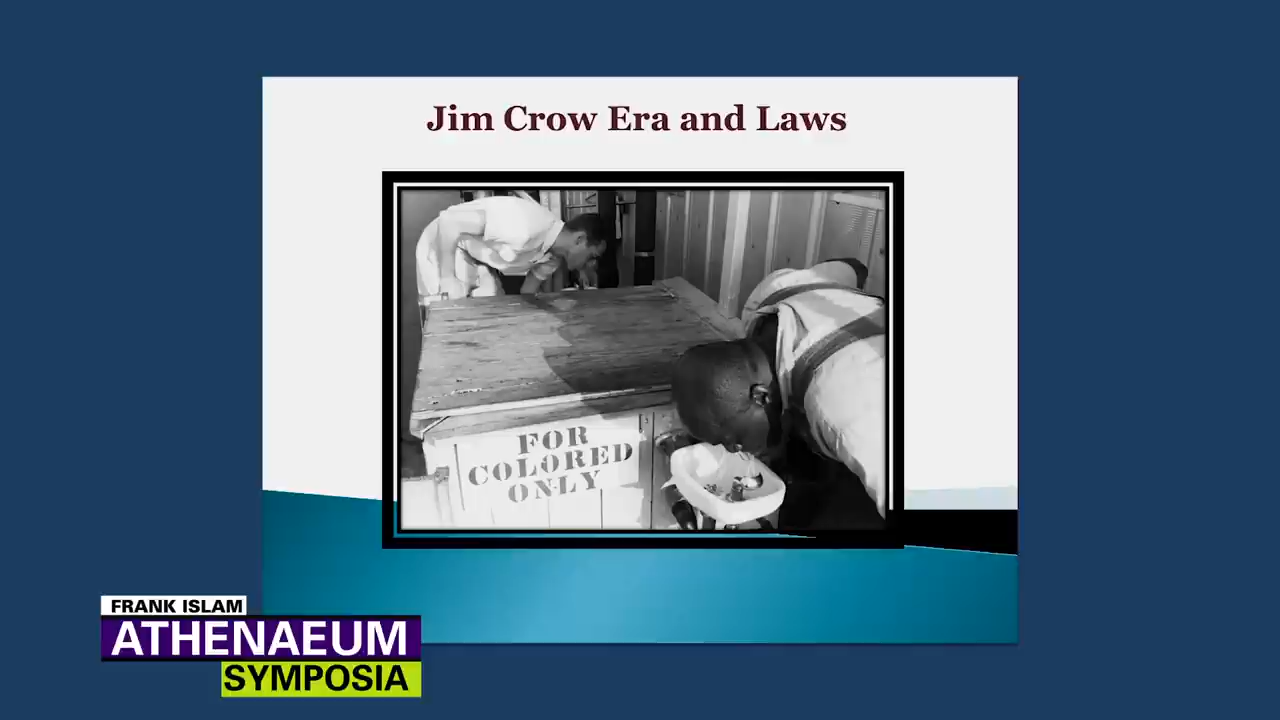 Jim Crow Era and Laws
FOR
COLORED
ONLY
FRANK ISLAM
ATHENAEUM
SYMPOSIA